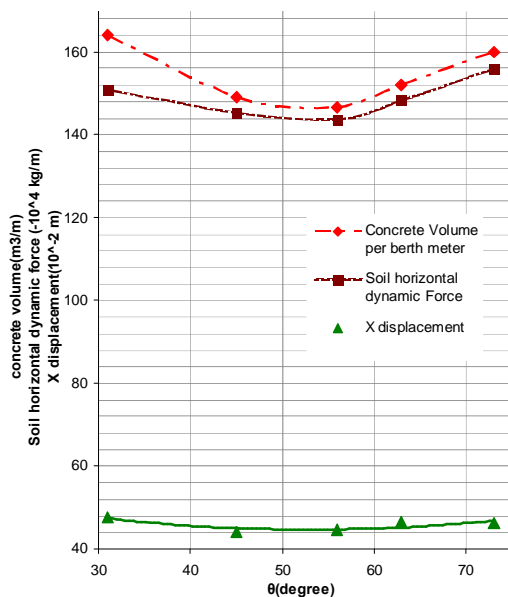 160
140
120
100
80
60
40
30
40
50
60
70
θ(degree)
concrete volume(m3/m)
Soil horizontal dynamic force (-10^4 kg/m)
X displacement(10^-2 m)
Concrete Volume
per berth meter
Soil horizontal
dynamic Force
X displacement